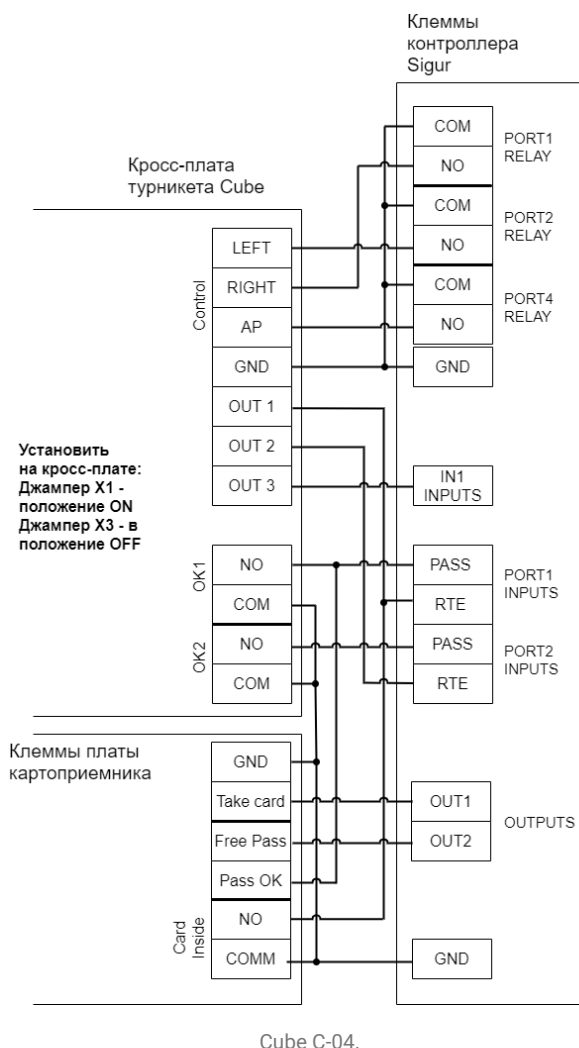 Клеммы
контроллера
Sigur
Кросс-плата
турникета Cube
COM
NO
PORT1
RELAY
COM
NO
PORT2
RELAY
COM
NO
PORT4
RELAY
GND
Control
LEFT
RIGHT
AP
GND
OUT 1
OUT 2
OUT 3
IN1
INPUTS
Установить
на кросс-плате:
Джампер X1 -
положение ON
Джампер X3 - в
положение OFF
OK1
NO
COM
OK2
NO
COM
PASS
RTE
PORT1
INPUTS
PASS
RTE
PORT2
INPUTS
Клеммы платы
картоприемника
GND
Take card
Free Pass
Pass OK
Card
Inside
NO
COMM
OUT1
OUT2
OUTPUTS
GND
Cube C-04.